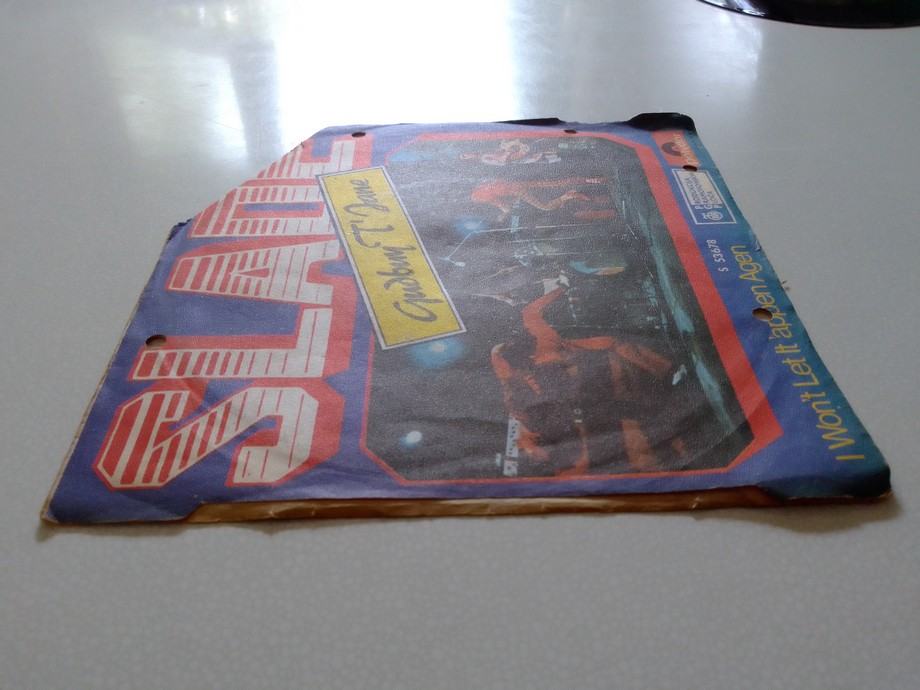 SLADE
Gudbuy T' Jane
S 53678
I Won't Let It 'appen Agen